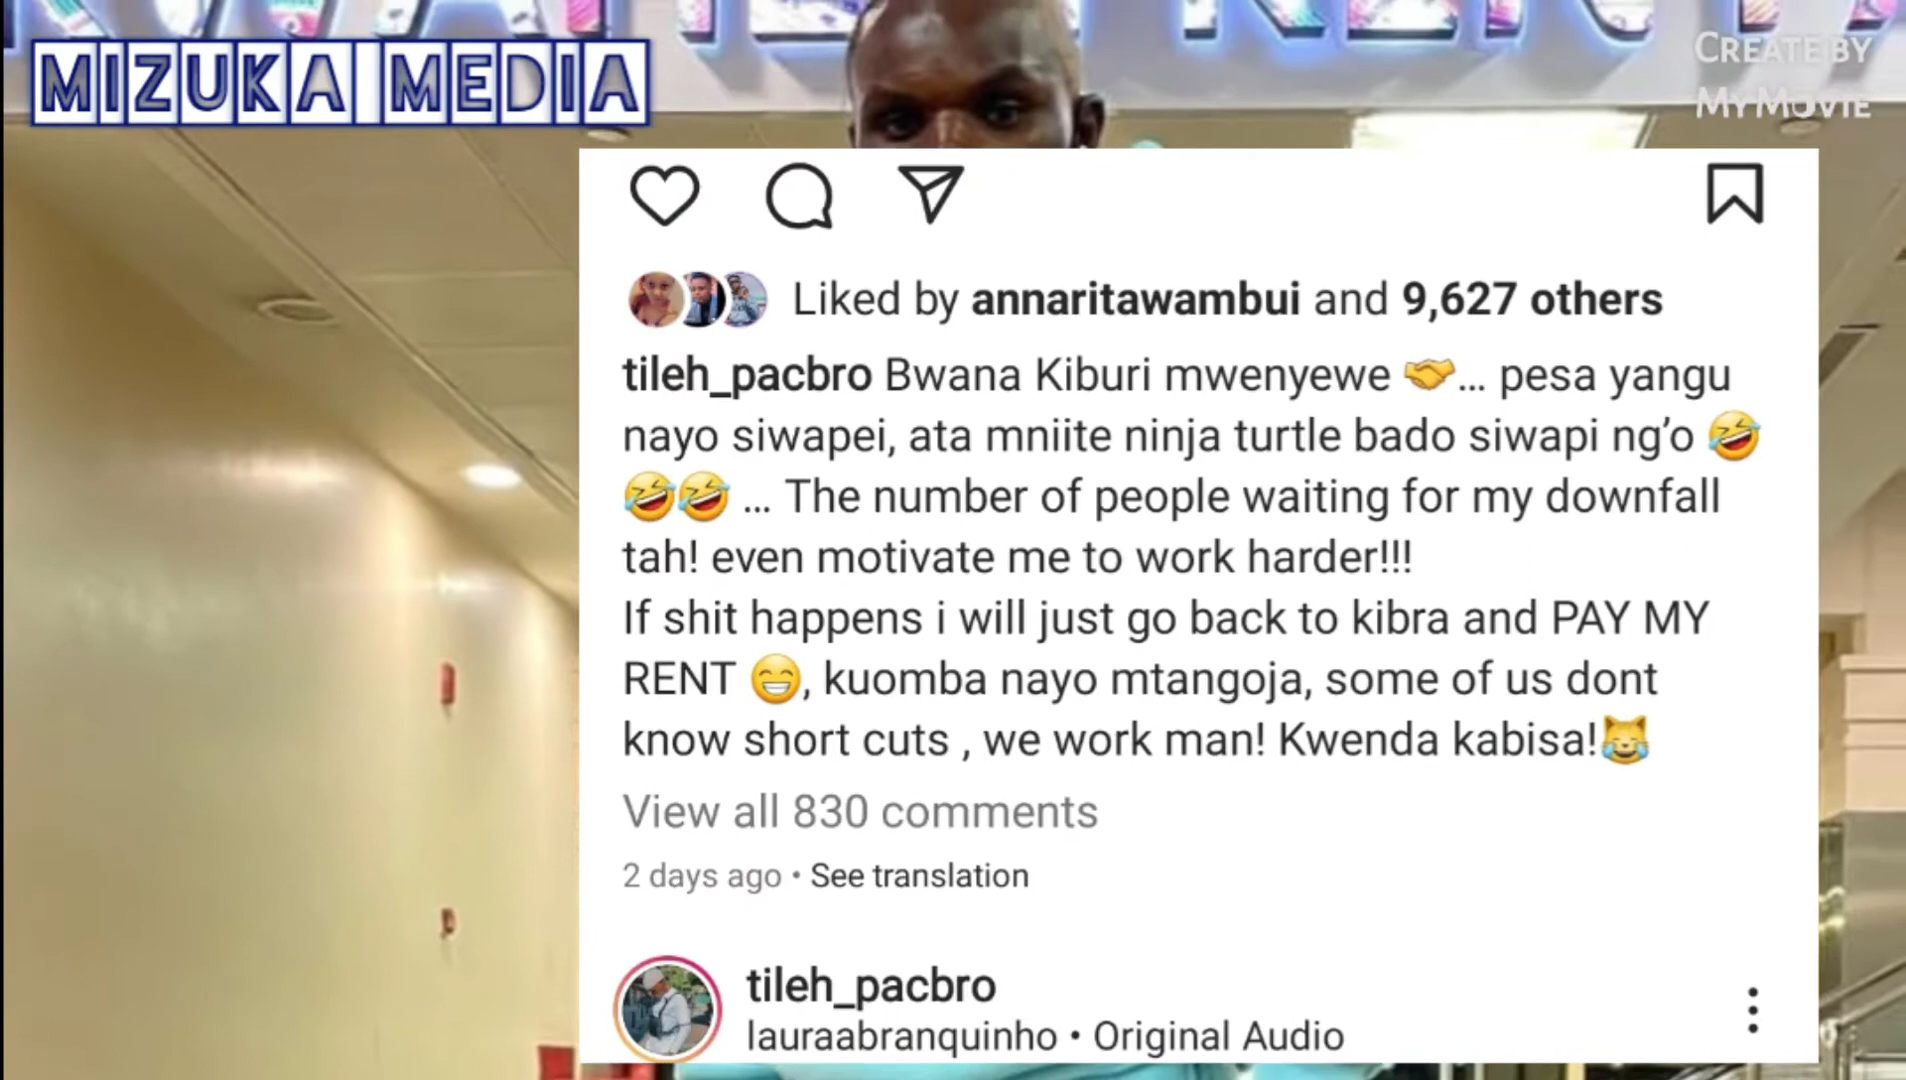 MIZUKA MEDIA
CREATE BY
MYMOVIE
Liked by annaritawambui and 9,627 others
tileh_pacbro Bwana Kiburi mwenyewe 🤝... pesa yangu
nayo siwapei, ata mniite ninja turtle bado siwapi ng’o 🤣
🤣🤣 ... The number of people waiting for my downfall
tah! even motivate me to work harder!!!
If shit happens i will just go back to kibra and PAY MY
RENT 😁, kuomba nayo mtangoja, some of us dont
know short cuts , we work man! Kwenda kabisa!😹
View all 830 comments
2 days ago • See translation
tileh_pacbro
lauraabranquinho • Original Audio